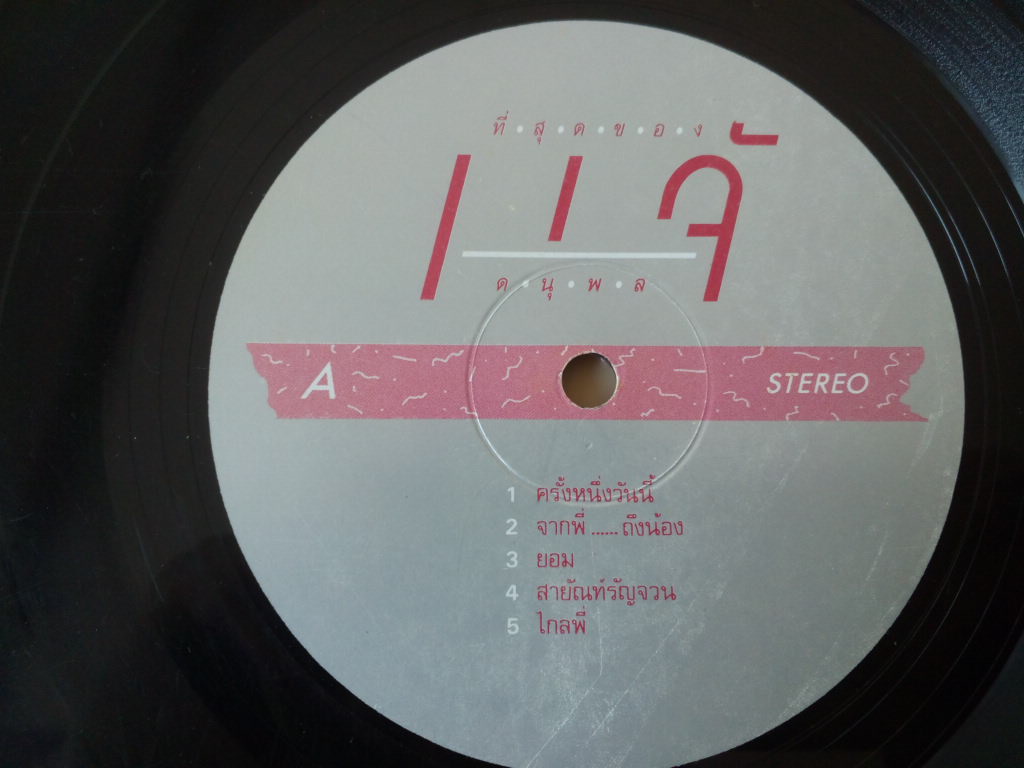 ที่•สุ•ด•ข•อ•ง
แจ้
ด•นุ•พ•ล
A STEREO
1 ครั้งหนึ่งวันนี้
2 จากพี่ ...... ถึงน้อง
3 ยอม
4 สายัณห์รัญจวน
5 ไกลพี่